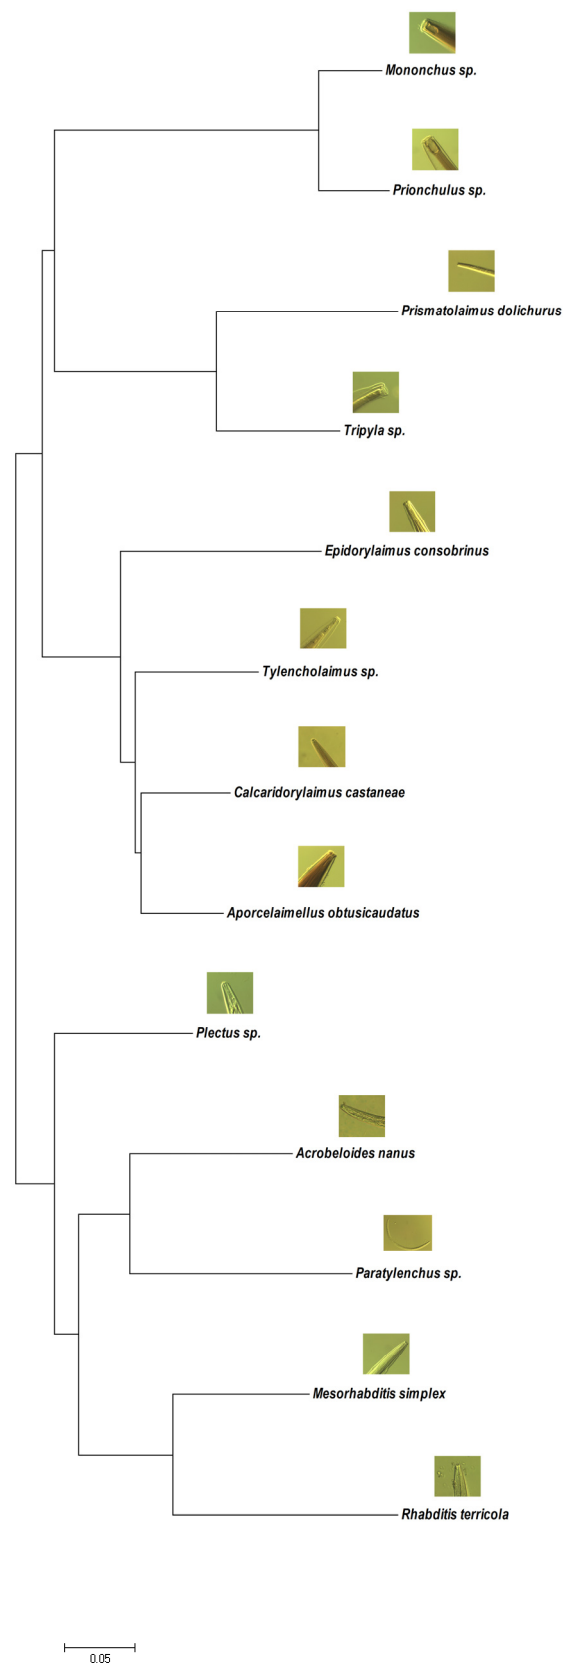 Mononchus sp.
Prionchulus sp.
Prismatolaimus dolichurus
Tripyla sp.
Epidorylaimus consobrinus
Tylencholaimus sp.
Calcaridorylaimus castaneae
Aporcelaimellus obtusicaudatus
Plectus sp.
Acrobeloides nanus
Paratylenchus sp.
Mesorhabditis simplex
Rhabditis terricola
0.05